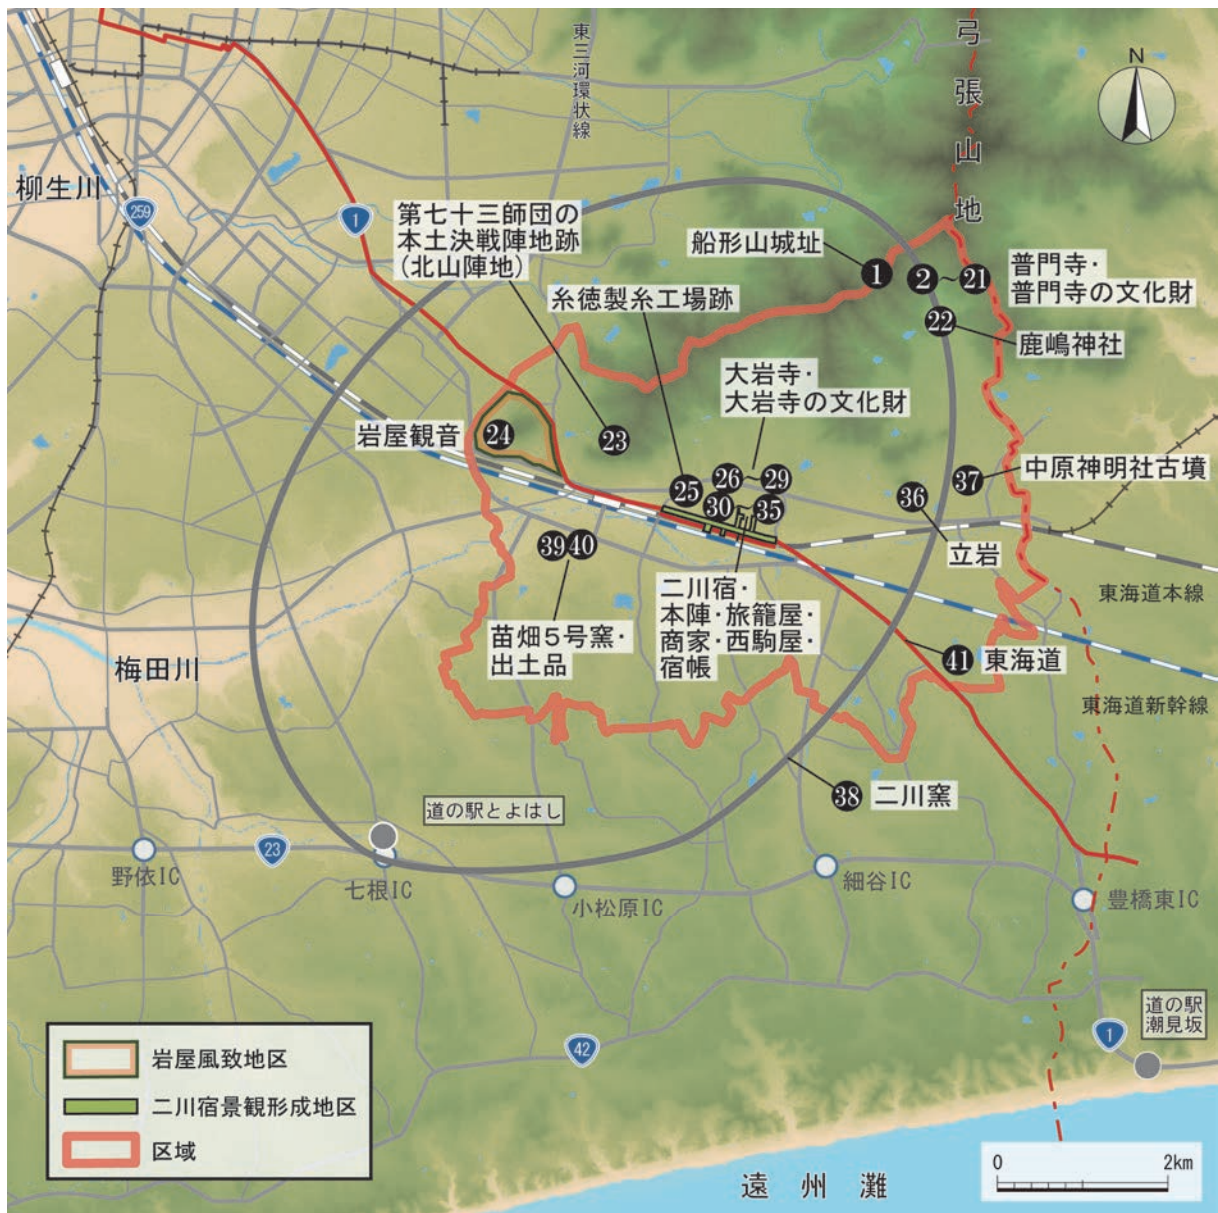 弓張山地
N
東三河環状線
柳生川
259
1
第七十三師団の
本土決戦陣地跡
(北山陣地)
船形山城址
1
2
~
21
普門寺・
普門寺の文化財
糸徳製糸工場跡
22
鹿嶋神社
大岩寺・
大岩寺の文化財
岩屋観音
24
23
25
26
~
29
30
~
35
36
37
中原神明社古墳
立岩
39
40
苗畑5号窯・
出土品
二川宿・
本陣・旅籠屋・
商家・西駒屋・
宿帳
東海道本線
梅田川
41
東海道
東海道新幹線
38
二川窯
道の駅とよはし
23
野依IC
七根IC
小松原IC
細谷IC
豊橋東IC
道の駅
潮見坂
1
42
岩屋風致地区
二川宿景観形成地区
区域
遠州灘
0
2km